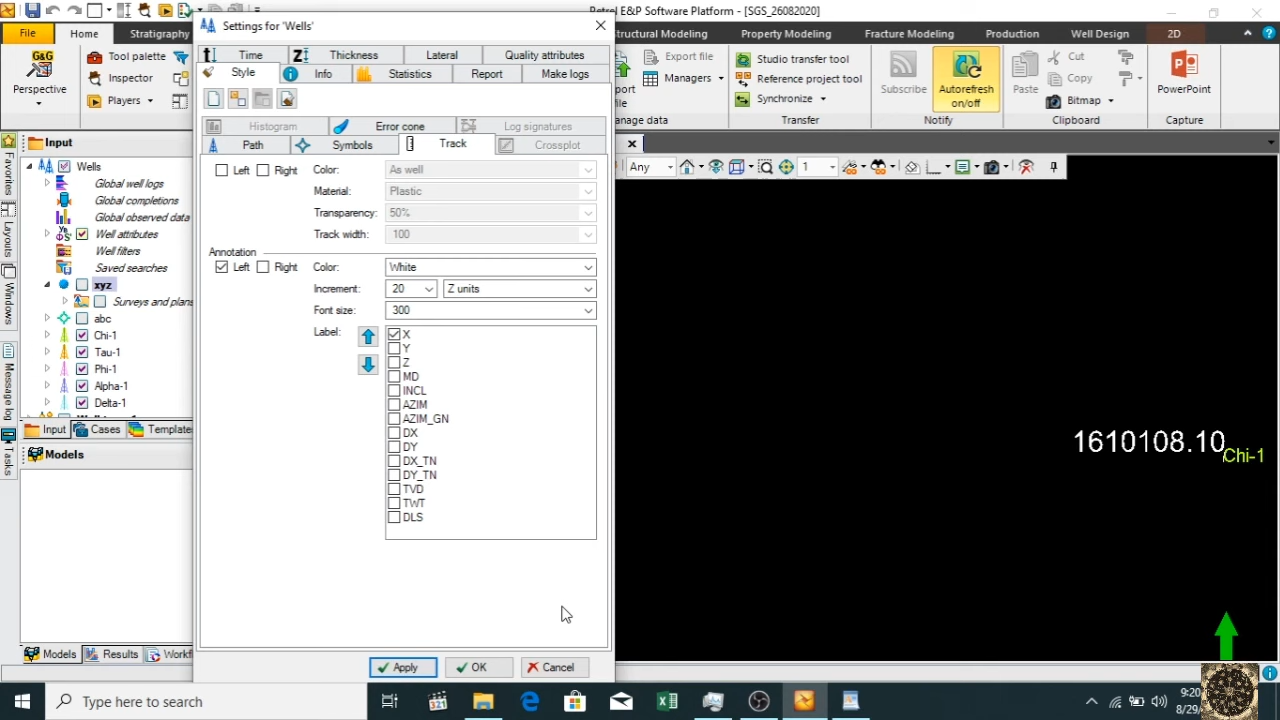 Petrel E&P Software Platform - [SGS_26082020]
Settings for 'Wells'
File
Home
Stratigraphy
Structural Modeling
Property Modeling
Fracture Modeling
Production
Well Design
2D
G&G
Perspective
Tool palette
Inspector
Players
Export file
Managers
Studio transfer tool
Reference project tool
Synchronize
Transfer
Subscribe
Autorefresh
on/off
Notify
Paste
Cut
Copy
Bitmap
Clipboard
PowerPoint
Capture
Time
Thickness
Lateral
Quality attributes
Style
Info
Statistics
Report
Make logs
Histogram
Error cone
Log signatures
Path
Symbols
Track
Crossplot
Left
Right
Color:
As well
Material:
Plastic
Transparency:
50%
Track width:
100
Annotation
Left
Right
Color:
White
Increment:
20
Z units
Font size:
300
Label:
X
Y
Z
MD
INCL
AZIM
AZIM_GN
DX
DY
DX_TN
DY_TN
TVD
TWT
DLS
Apply
OK
Cancel
Favorites
Layouts
Windows
Message log
Tasks
Input
Wells
Global well logs
Global completions
Global observed data
Well attributes
Well filters
Saved searches
xyz
Surveys and plans
abc
Chi-1
Tau-1
Phi-1
Alpha-1
Delta-1
Input
Cases
Templates
Models
Models
Results
Any
1
1610108.10
Chi-1
Type here to search
9:20
8/29/